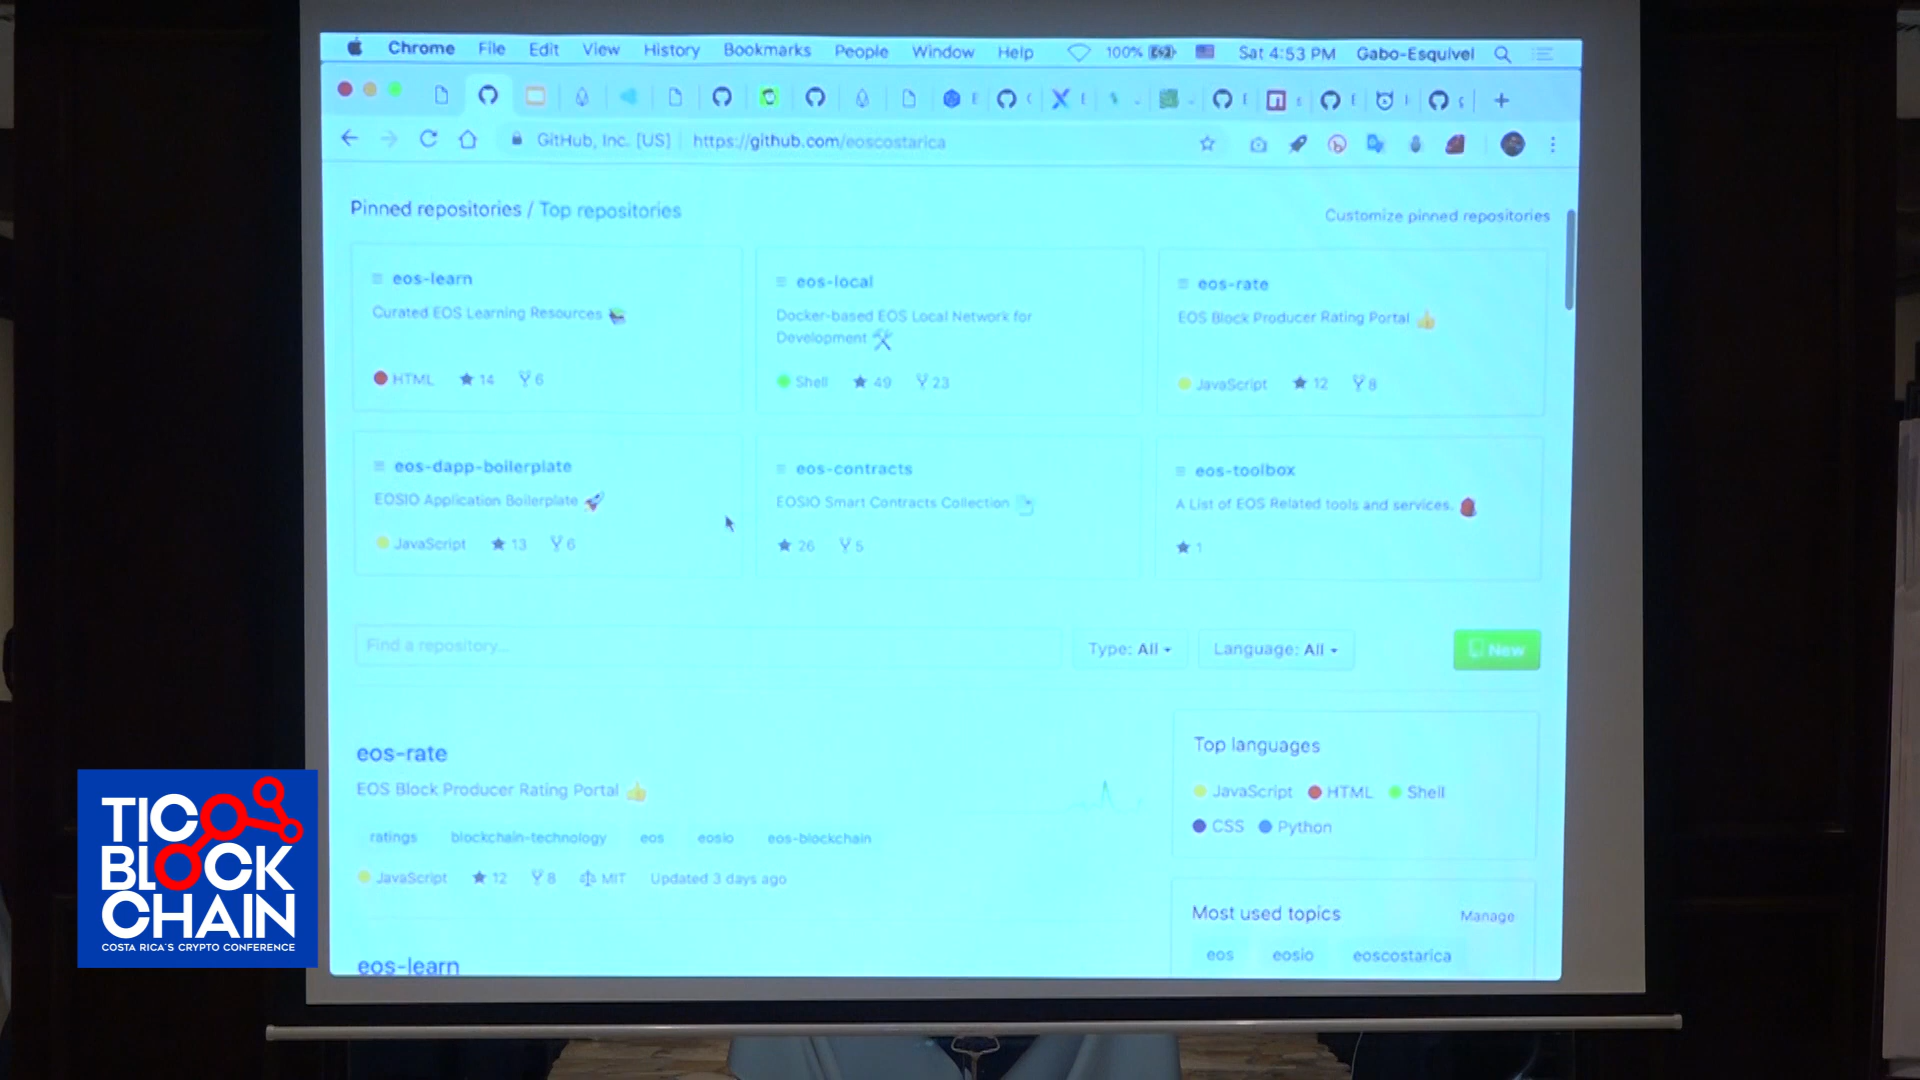 Chrome File Edit View History Bookmarks People Window Help 100% Sat 4:53 PM Gabo-Esquivel
GitHub, Inc. [US] https://github.com/eoscostarica
Pinned repositories / Top repositories
Customize pinned repositories
eos-learn
Curated EOS Learning Resources
HTML 14 6
eos-local
Docker-based EOS Local Network for
Development
Shell 49 23
eos-rate
EOS Block Producer Rating Portal
JavaScript 12 8
eos-dapp-boilerplate
EOSIO Application Boilerplate
JavaScript 13 6
eos-contracts
EOSIO Smart Contracts Collection
26 5
eos-toolbox
A List of EOS Related tools and services.
1
Find a repository...
Type: All
Language: All
New
eos-rate
EOS Block Producer Rating Portal
ratings blockchain-technology eos eosio eos-blockchain
JavaScript 12 8 MIT Updated 3 days ago
eos-learn
Top languages
JavaScript HTML Shell
CSS Python
Most used topics
Manage
eos eosio eoscostarica
TICO
BLOCK
CHAIN
COSTA RICA'S CRYPTO CONFERENCE